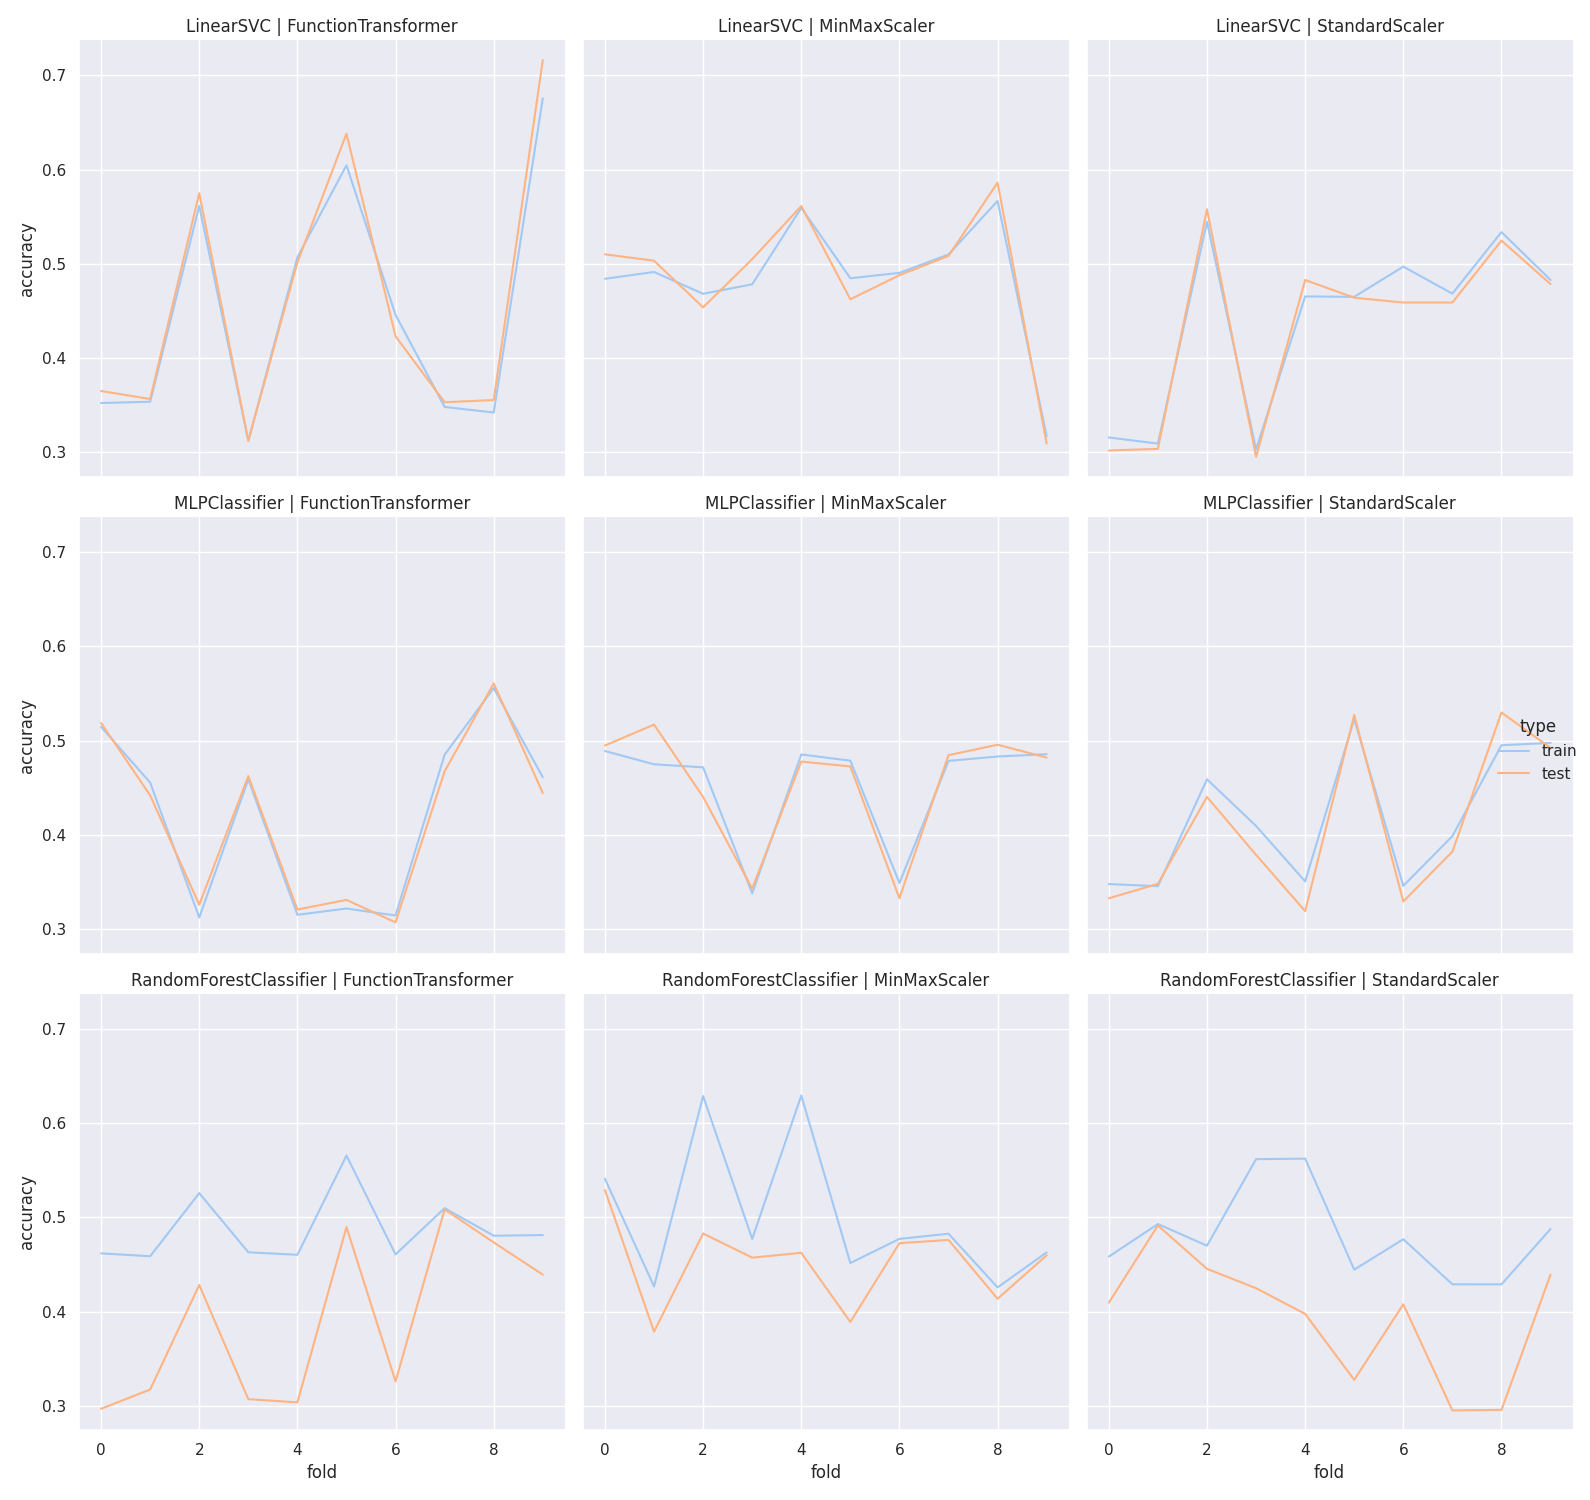 LinearSVC | FunctionTransformer
LinearSVC | MinMaxScaler
LinearSVC | StandardScaler
0.7
0.6
0.5
0.4
0.3
accuracy
MLPClassifier | FunctionTransformer
MLPClassifier | MinMaxScaler
MLPClassifier | StandardScaler
0.7
0.6
0.5
0.4
0.3
accuracy
type
train
test
RandomForestClassifier | FunctionTransformer
RandomForestClassifier | MinMaxScaler
RandomForestClassifier | StandardScaler
0.7
0.6
0.5
0.4
0.3
accuracy
0 2 4 6 8
0 2 4 6 8
0 2 4 6 8
fold
fold
fold